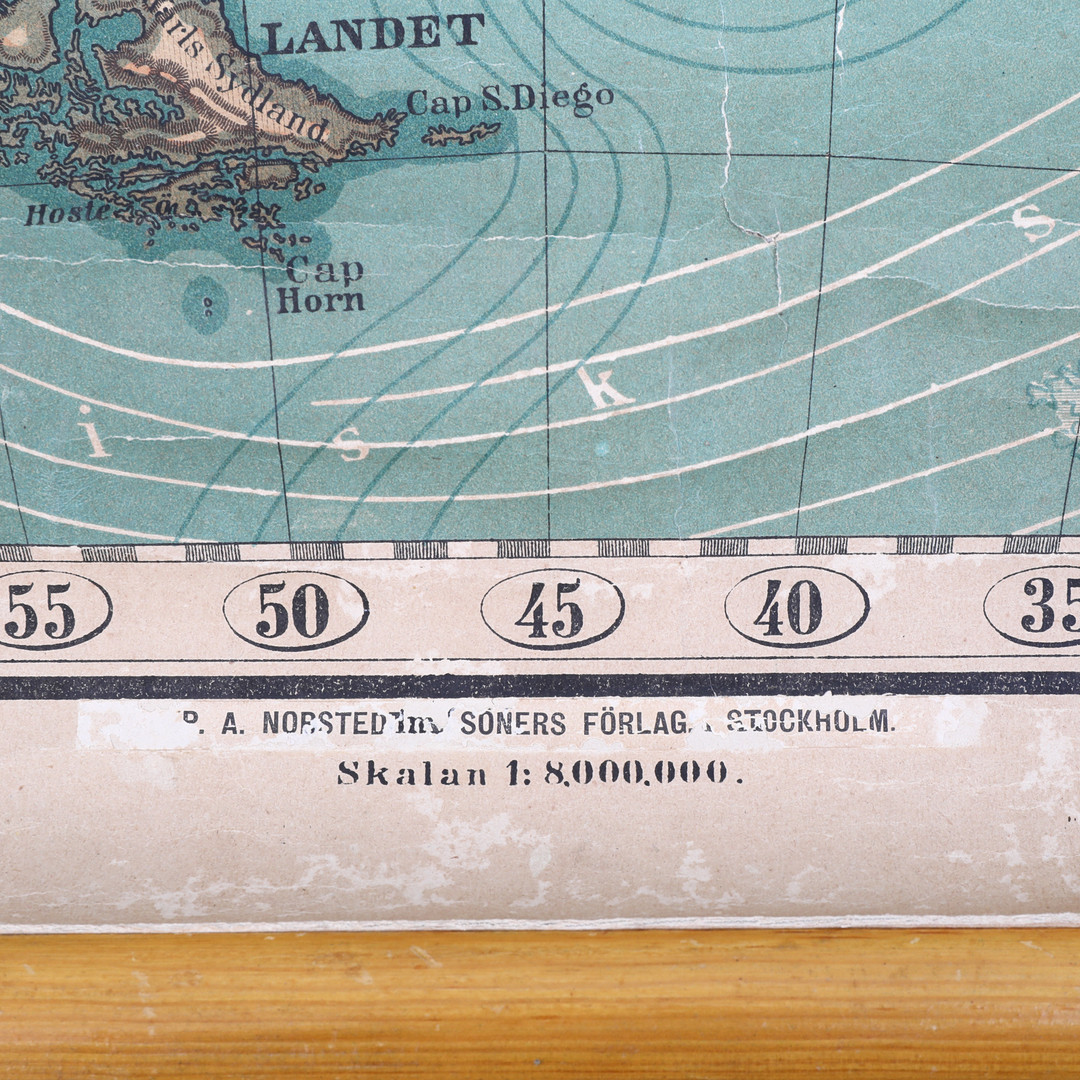 LANDET
rls Sydland
Cap S. Diego
Hoste
Cap
Horn
i s k s
55 50 45 40 35
P. A. NORSTEDT SÖNERS FÖRLAG, STOCKHOLM.
Skalan 1: 8,000,000.